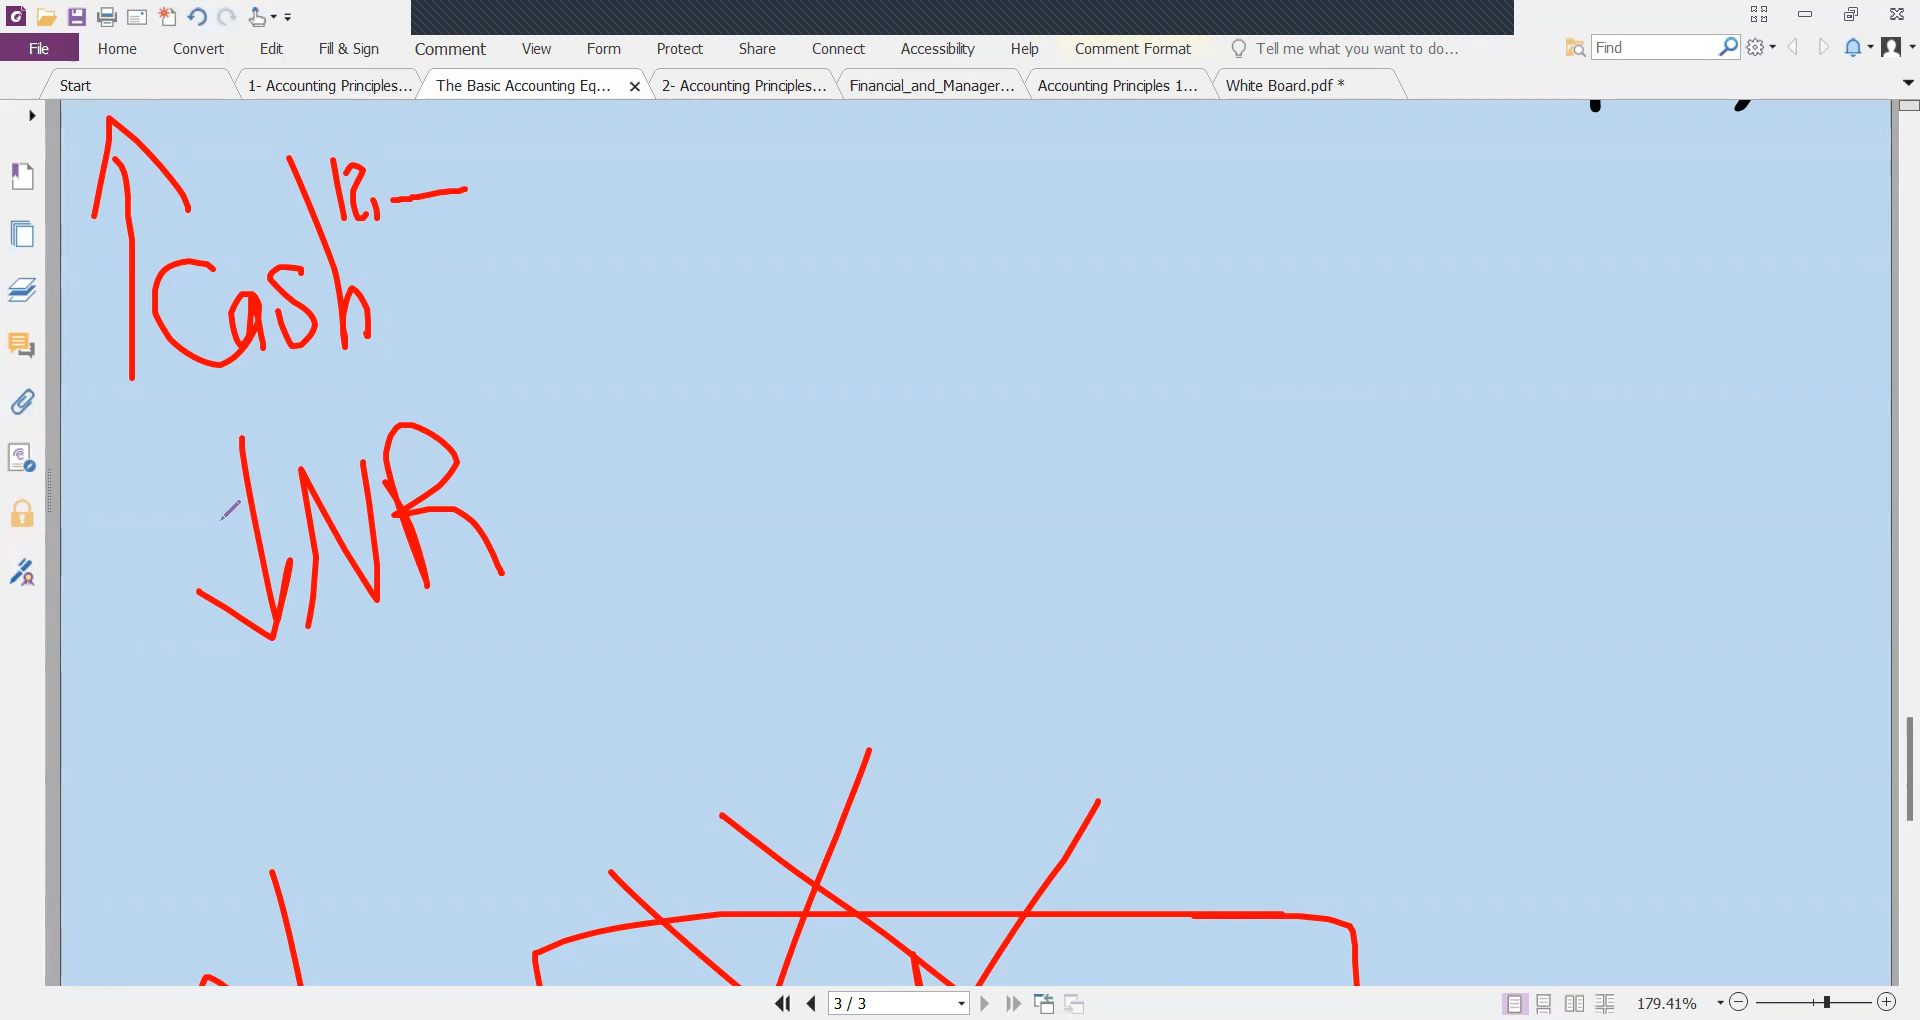 File Home Convert Edit Fill & Sign Comment View Form Protect Share Connect Accessibility Help Comment Format Tell me what you want to do... Find
Start 1- Accounting Principles... The Basic Accounting Eq... 2- Accounting Principles... Financial_and_Manager... Accounting Principles 1... White Board.pdf *
Cash
NR
3 / 3 179.41%